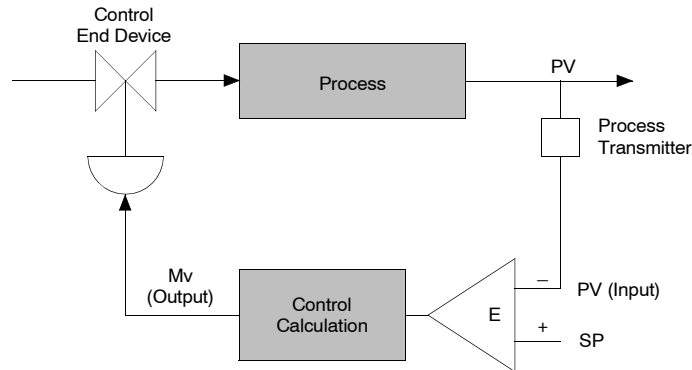 Control
End Device
Process
PV
Process
Transmitter
Mv
(Output)
Control
Calculation
E
–
PV (Input)
+
SP